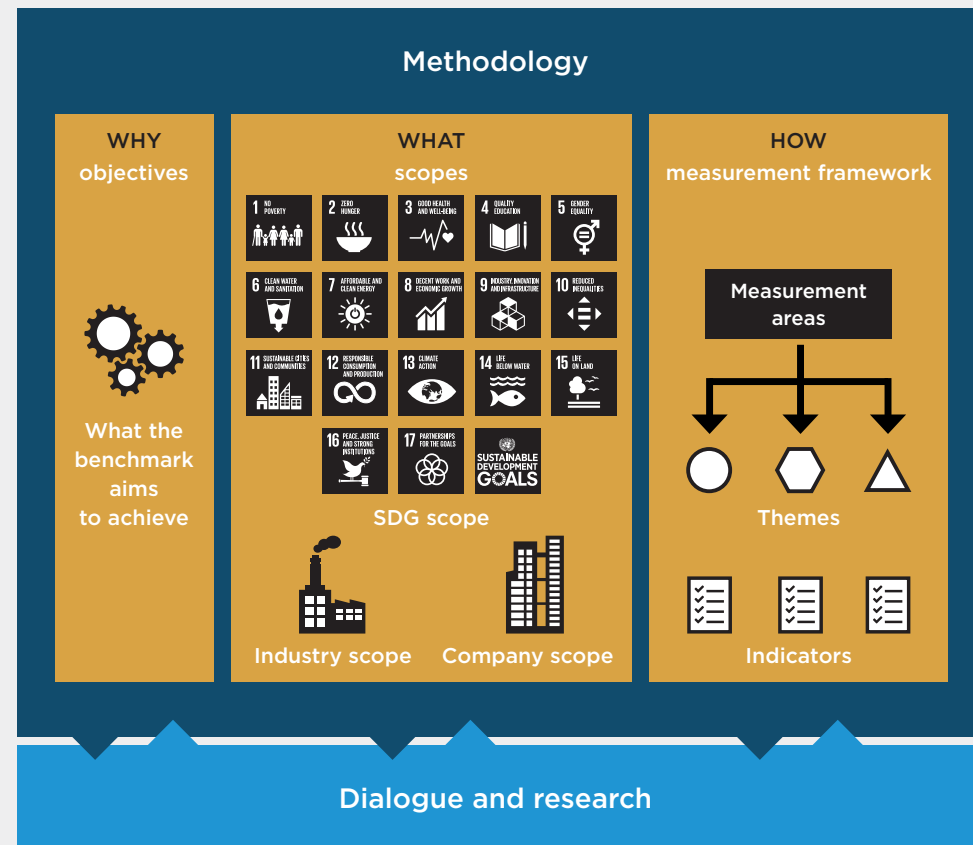 Methodology
WHY
objectives
What the
benchmark
aims
to achieve
WHAT
scopes
1 NO
POVERTY
2 ZERO
HUNGER
3 GOOD HEALTH
AND WELL-BEING
4 QUALITY
EDUCATION
5 GENDER
EQUALITY
6 CLEAN WATER
AND SANITATION
7 AFFORDABLE AND
CLEAN ENERGY
8 DECENT WORK AND
ECONOMIC GROWTH
9 INDUSTRY, INNOVATION
AND INFRASTRUCTURE
10 REDUCED
INEQUALITIES
11 SUSTAINABLE CITIES
AND COMMUNITIES
12 RESPONSIBLE
CONSUMPTION
AND PRODUCTION
13 CLIMATE
ACTION
14 LIFE
BELOW WATER
15 LIFE
ON LAND
16 PEACE, JUSTICE
AND STRONG
INSTITUTIONS
17 PARTNERSHIPS
FOR THE GOALS
SUSTAINABLE
DEVELOPMENT
GOALS
SDG scope
Industry scope
Company scope
HOW
measurement framework
Measurement
areas
Themes
Indicators
Dialogue and research